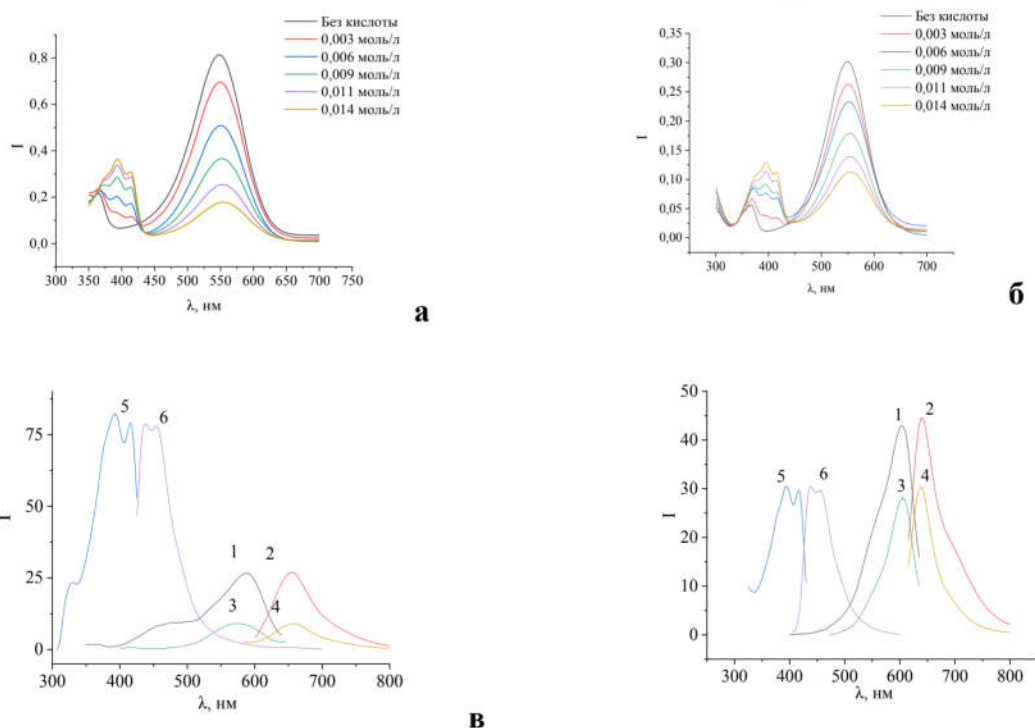 Без кислоты
0,003 моль/л
0,006 моль/л
0,009 моль/л
0,011 моль/л
0,014 моль/л
0,8
0,6
0,4
0,2
0,0
I
300 350 400 450 500 550 600 650 700 750
λ, нм
а
Без кислоты
0,003 моль/л
0,006 моль/л
0,009 моль/л
0,011 моль/л
0,014 моль/л
0,35
0,30
0,25
0,20
0,15
0,10
0,05
0,00
I
300 400 500 600 700
λ, нм
б
75
50
25
0
I
5 6
1 2
3 4
300 400 500 600 700 800
λ, нм
в
50
40
30
20
10
0
I
1 2
5 6 3 4
300 400 500 600 700 800
λ, нм